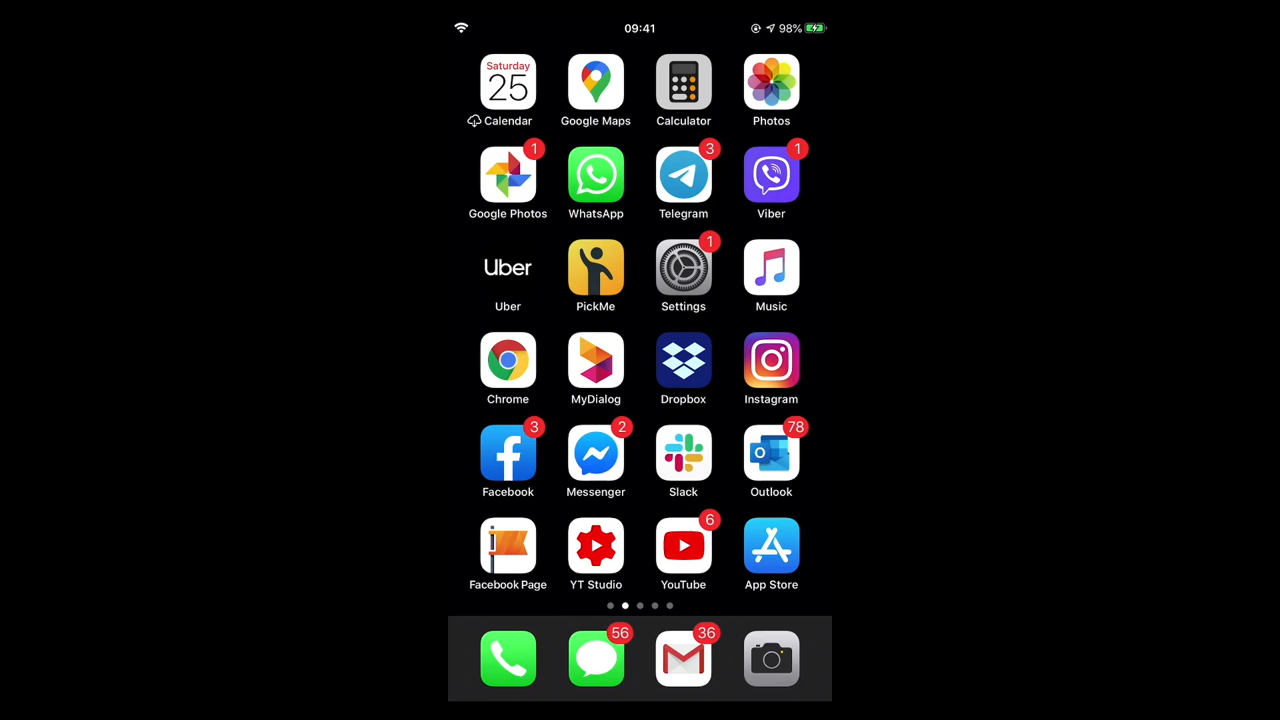 09:41
98%
Saturday
25
Calendar
Google Maps
Calculator
Photos
1
3
1
Google Photos
WhatsApp
Telegram
Viber
1
Uber
Uber
PickMe
Settings
Music
Chrome
MyDialog
Dropbox
Instagram
3
2
78
Facebook
Messenger
Slack
Outlook
6
Facebook Page
YT Studio
YouTube
App Store
56
36